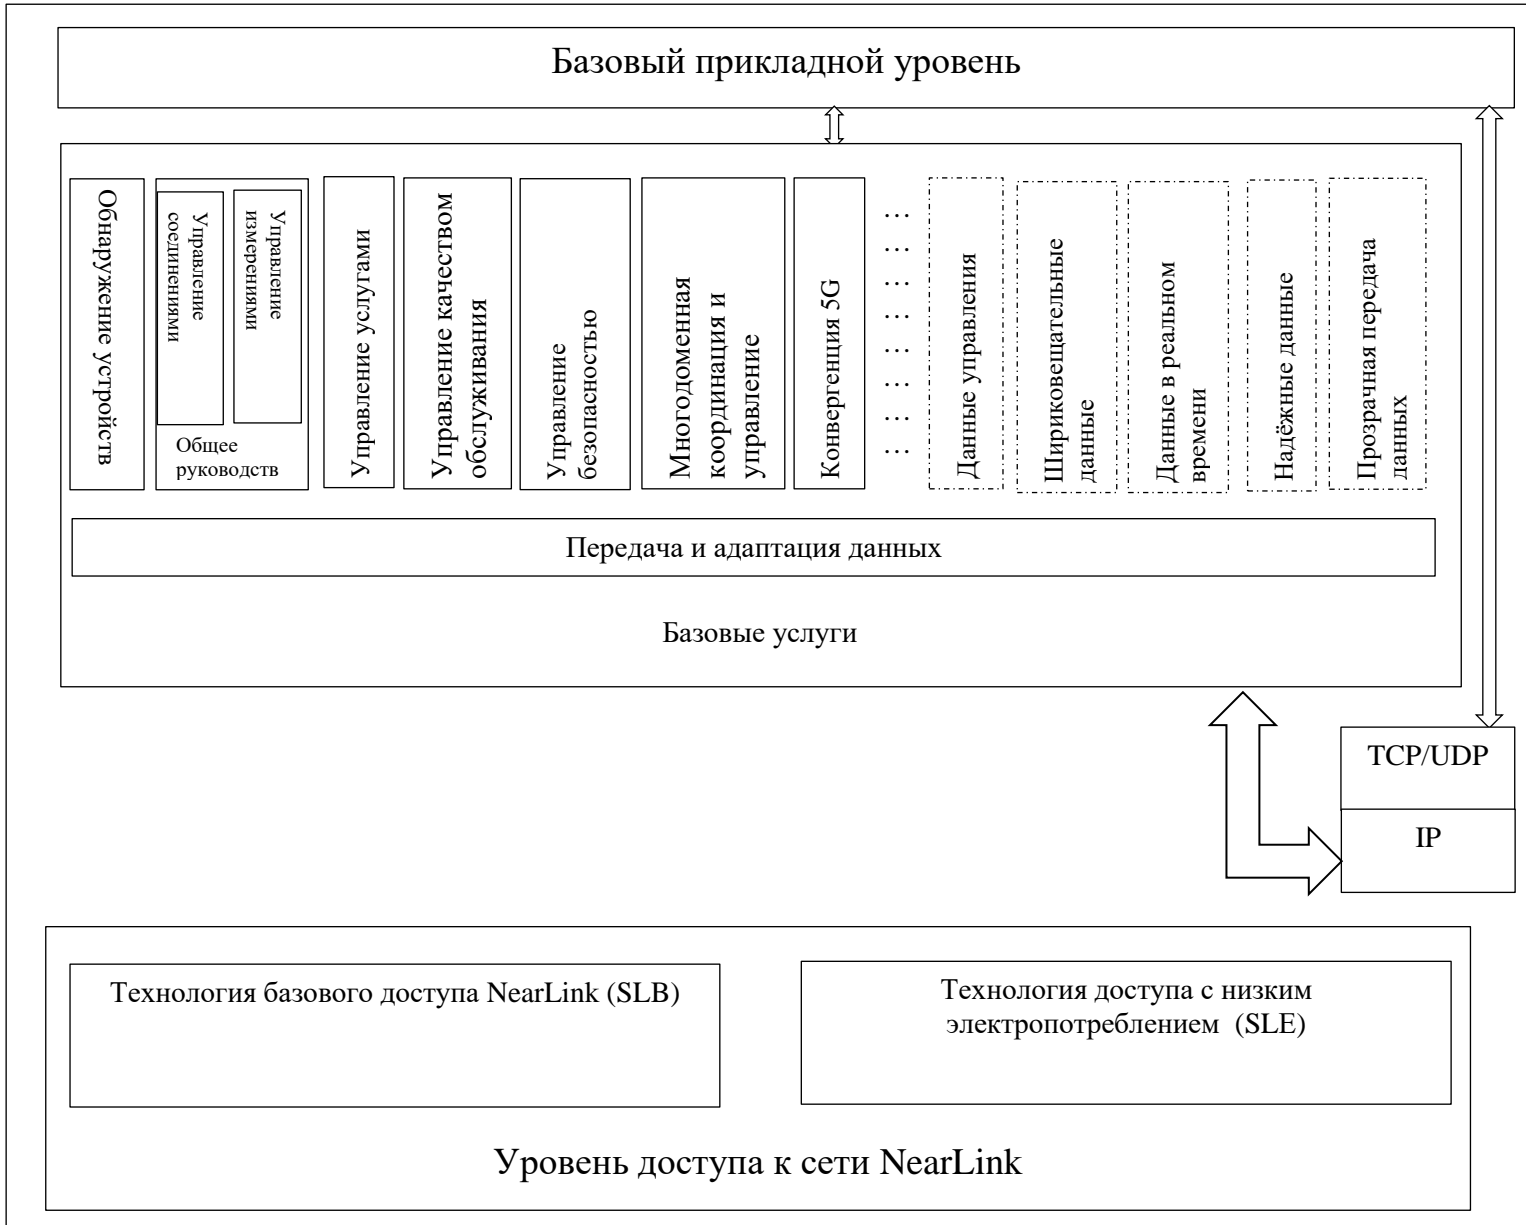 Базовый прикладной уровень
Обнаружение устройств
Управление
соединениями
Управление
измерениями
Общее
руководств
Управление услугами
Управление качеством
обслуживания
Управление
безопасностью
Многодоменная
координация и
управление
Конвергенция 5G
… … … … … … … …
Данные управления
Шириковещательные
данные
Данные в реальном
времени
Надёжные данные
Прозрачная передача
данных
Передача и адаптация данных
Базовые услуги
TCP/UDP
IP
Технология базового доступа NearLink (SLB)
Технология доступа с низким
электропотреблением (SLE)
Уровень доступа к сети NearLink